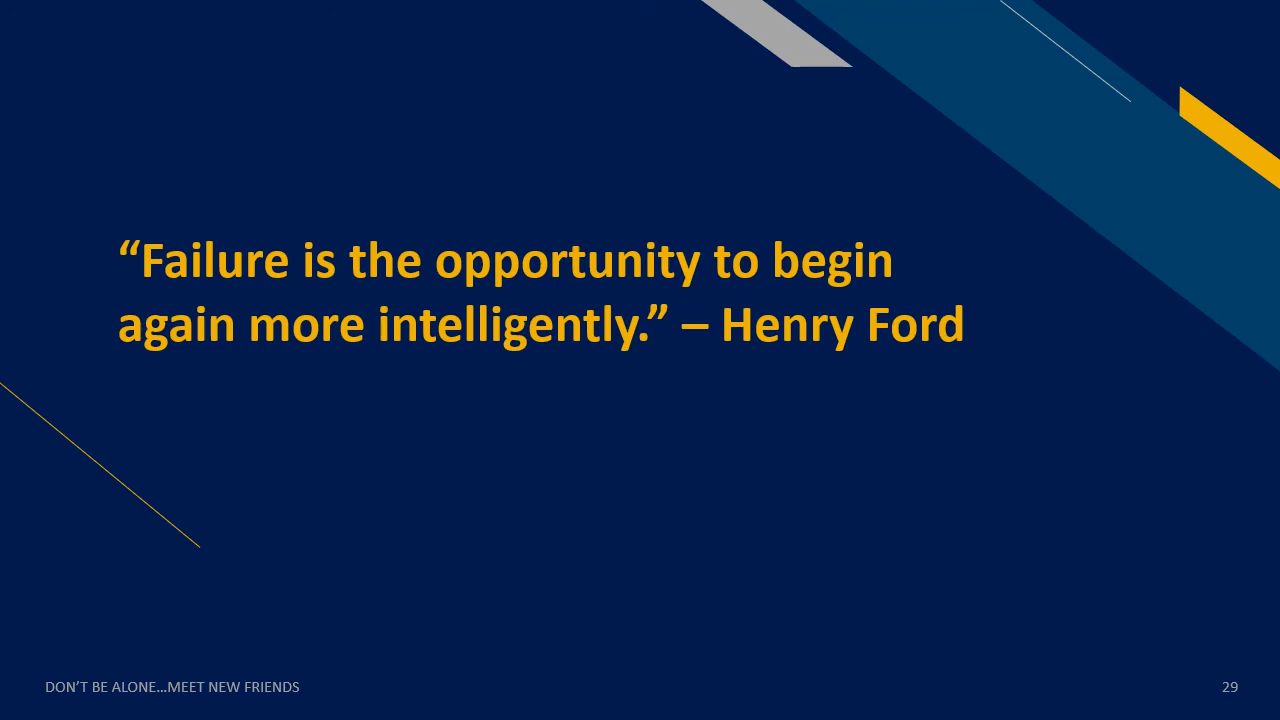 “Failure is the opportunity to begin
again more intelligently.” – Henry Ford
DON’T BE ALONE…MEET NEW FRIENDS
29